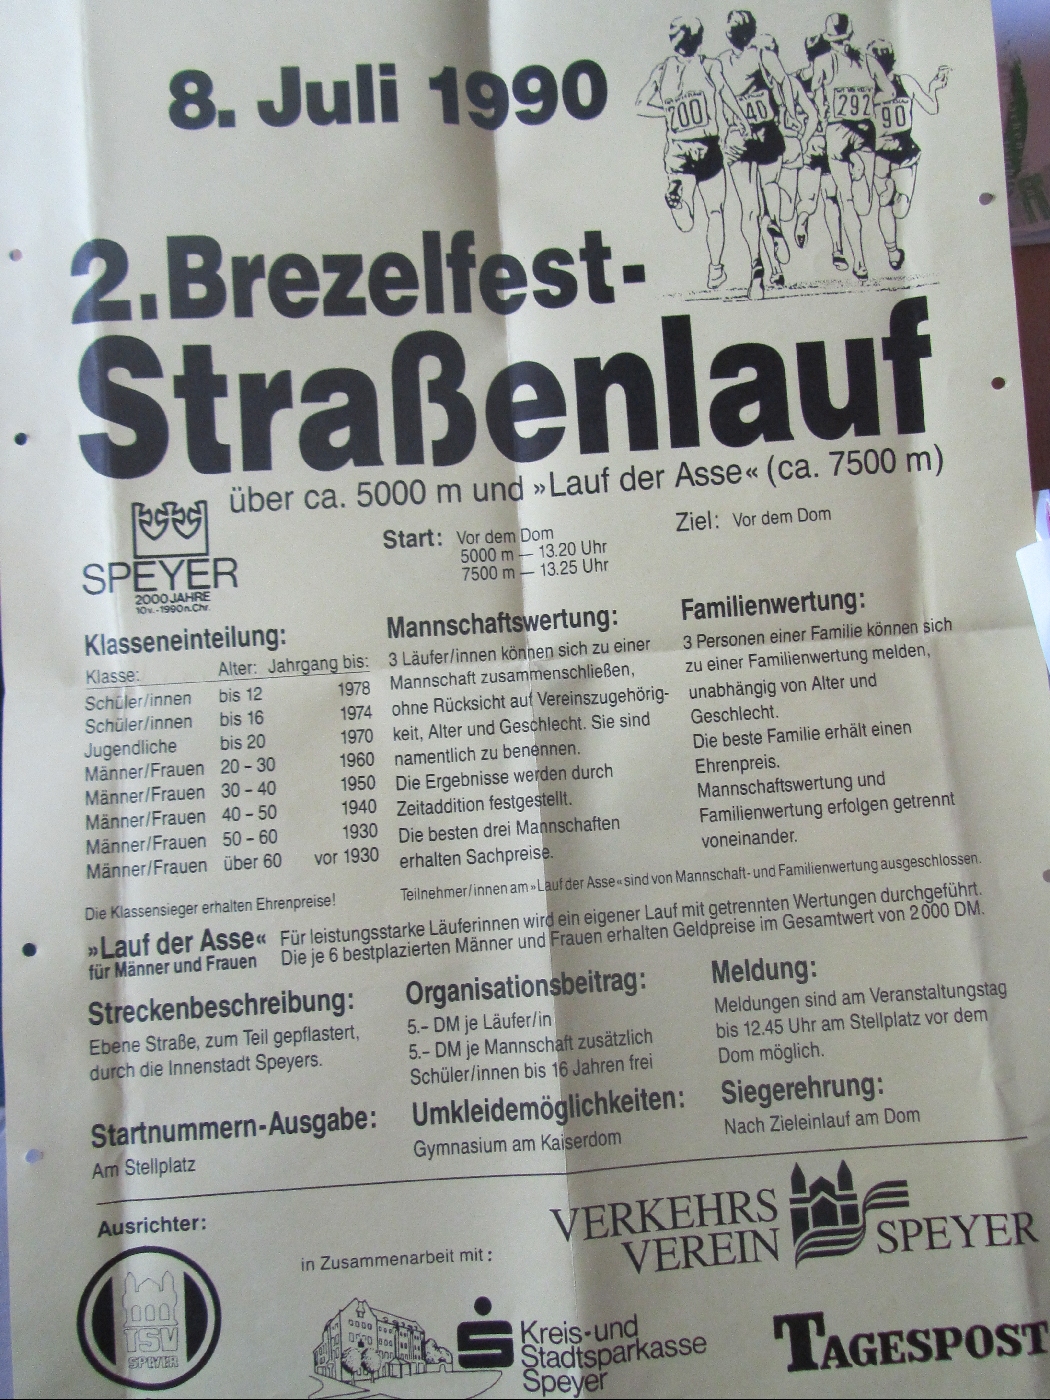 8. Juli 1990
200
40
292
90
2. Brezelfest-
Straßenlauf
über ca. 5000 m und »Lauf der Asse« (ca. 7500 m)
SPEYER
2000 JAHRE
10 v.-1990 n.Chr.
Start: Vor dem Dom
5000 m — 13.20 Uhr
7500 m — 13.25 Uhr
Ziel: Vor dem Dom
Klasseneinteilung:
Klasse: Alter: Jahrgang bis:
Schüler/innen bis 12 1978
Schüler/innen bis 16 1974
Jugendliche bis 20 1970
Männer/Frauen 20 – 30 1960
Männer/Frauen 30 – 40 1950
Männer/Frauen 40 – 50 1940
Männer/Frauen 50 – 60 1930
Männer/Frauen über 60 vor 1930
Die Klassensieger erhalten Ehrenpreise!
Mannschaftswertung:
3 Läufer/innen können sich zu einer
Mannschaft zusammenschließen,
ohne Rücksicht auf Vereinszugehörig-
keit, Alter und Geschlecht. Sie sind
namentlich zu benennen.
Die Ergebnisse werden durch
Zeitaddition festgestellt.
Die besten drei Mannschaften
erhalten Sachpreise.
Familienwertung:
3 Personen einer Familie können sich
zu einer Familienwertung melden,
unabhängig von Alter und
Geschlecht.
Die beste Familie erhält einen
Ehrenpreis.
Mannschaftswertung und
Familienwertung erfolgen getrennt
voneinander.
Teilnehmer/innen am »Lauf der Asse« sind von Mannschaft- und Familienwertung ausgeschlossen.
»Lauf der Asse«
für Männer und Frauen
Für leistungsstarke Läuferinnen wird ein eigener Lauf mit getrennten Wertungen durchgeführt.
Die je 6 bestplazierten Männer und Frauen erhalten Geldpreise im Gesamtwert von 2 000 DM.
Streckenbeschreibung:
Ebene Straße, zum Teil gepflastert,
durch die Innenstadt Speyers.
Organisationsbeitrag:
5.- DM je Läufer/in
5.- DM je Mannschaft zusätzlich
Schüler/innen bis 16 Jahren frei
Meldung:
Meldungen sind am Veranstaltungstag
bis 12.45 Uhr am Stellplatz vor dem
Dom möglich.
Startnummern-Ausgabe:
Am Stellplatz
Umkleidemöglichkeiten:
Gymnasium am Kaiserdom
Siegerehrung:
Nach Zieleinlauf am Dom
Ausrichter:
TSV
SPEYER
in Zusammenarbeit mit:
VERKEHRS
VEREIN
SPEYER
Kreis- und
Stadtsparkasse
Speyer
TAGESPOST